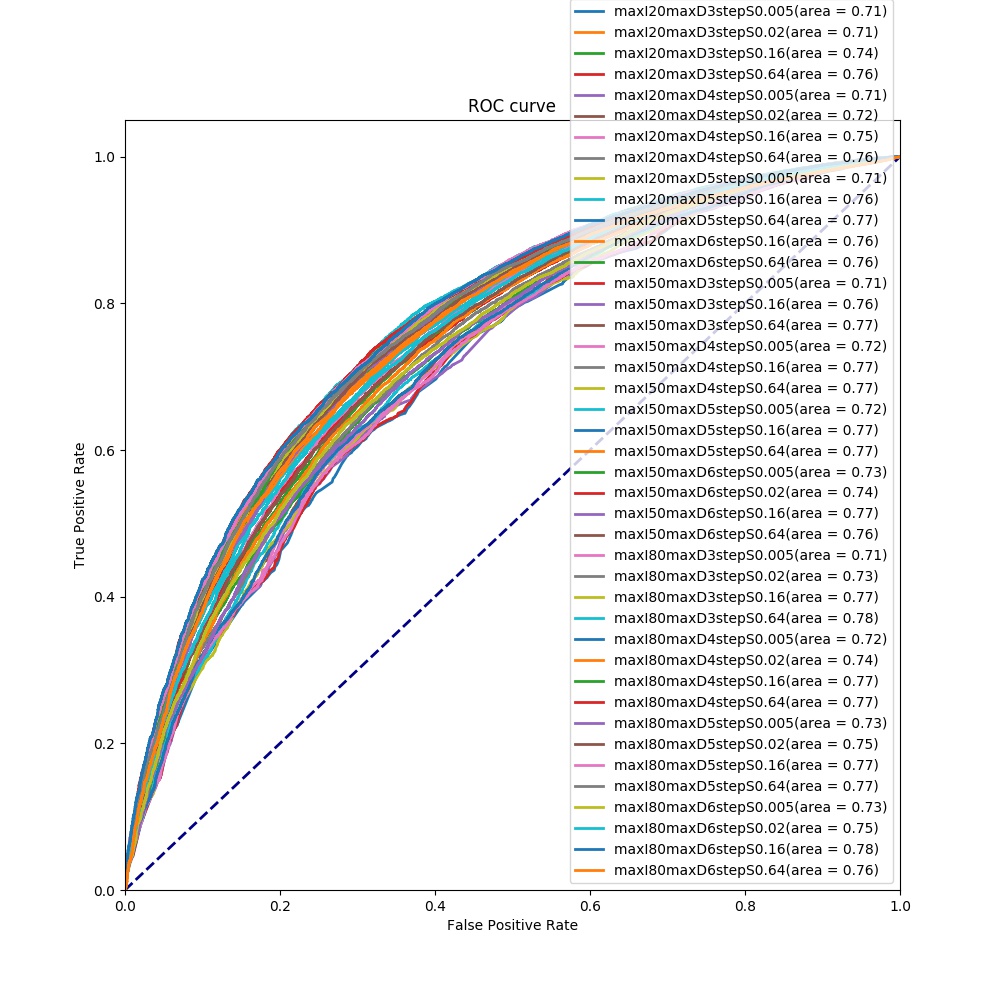 maxI20maxD3stepS0.005(area = 0.71)
maxI20maxD3stepS0.02(area = 0.71)
maxI20maxD3stepS0.16(area = 0.74)
maxI20maxD3stepS0.64(area = 0.76)
maxI20maxD4stepS0.005(area = 0.71)
ROC curve
maxI20maxD4stepS0.02(area = 0.72)
maxI20maxD4stepS0.16(area = 0.75)
maxI20maxD4stepS0.64(area = 0.76)
maxI20maxD5stepS0.005(area = 0.71)
maxI20maxD5stepS0.16(area = 0.76)
maxI20maxD5stepS0.64(area = 0.77)
maxI20maxD6stepS0.16(area = 0.76)
maxI20maxD6stepS0.64(area = 0.76)
maxI50maxD3stepS0.005(area = 0.71)
maxI50maxD3stepS0.16(area = 0.76)
maxI50maxD3stepS0.64(area = 0.77)
maxI50maxD4stepS0.005(area = 0.72)
maxI50maxD4stepS0.16(area = 0.77)
maxI50maxD4stepS0.64(area = 0.77)
maxI50maxD5stepS0.005(area = 0.72)
maxI50maxD5stepS0.16(area = 0.77)
maxI50maxD5stepS0.64(area = 0.77)
maxI50maxD6stepS0.005(area = 0.73)
maxI50maxD6stepS0.02(area = 0.74)
maxI50maxD6stepS0.16(area = 0.77)
maxI50maxD6stepS0.64(area = 0.76)
maxI80maxD3stepS0.005(area = 0.71)
maxI80maxD3stepS0.02(area = 0.73)
maxI80maxD3stepS0.16(area = 0.77)
maxI80maxD3stepS0.64(area = 0.78)
maxI80maxD4stepS0.005(area = 0.72)
maxI80maxD4stepS0.02(area = 0.74)
maxI80maxD4stepS0.16(area = 0.77)
maxI80maxD4stepS0.64(area = 0.77)
maxI80maxD5stepS0.005(area = 0.73)
maxI80maxD5stepS0.02(area = 0.75)
maxI80maxD5stepS0.16(area = 0.77)
maxI80maxD5stepS0.64(area = 0.77)
maxI80maxD6stepS0.005(area = 0.73)
maxI80maxD6stepS0.02(area = 0.75)
maxI80maxD6stepS0.16(area = 0.78)
maxI80maxD6stepS0.64(area = 0.76)
True Positive Rate
1.0
0.8
0.6
0.4
0.2
0.0
0.0 0.2 0.4 0.6 0.8 1.0
False Positive Rate